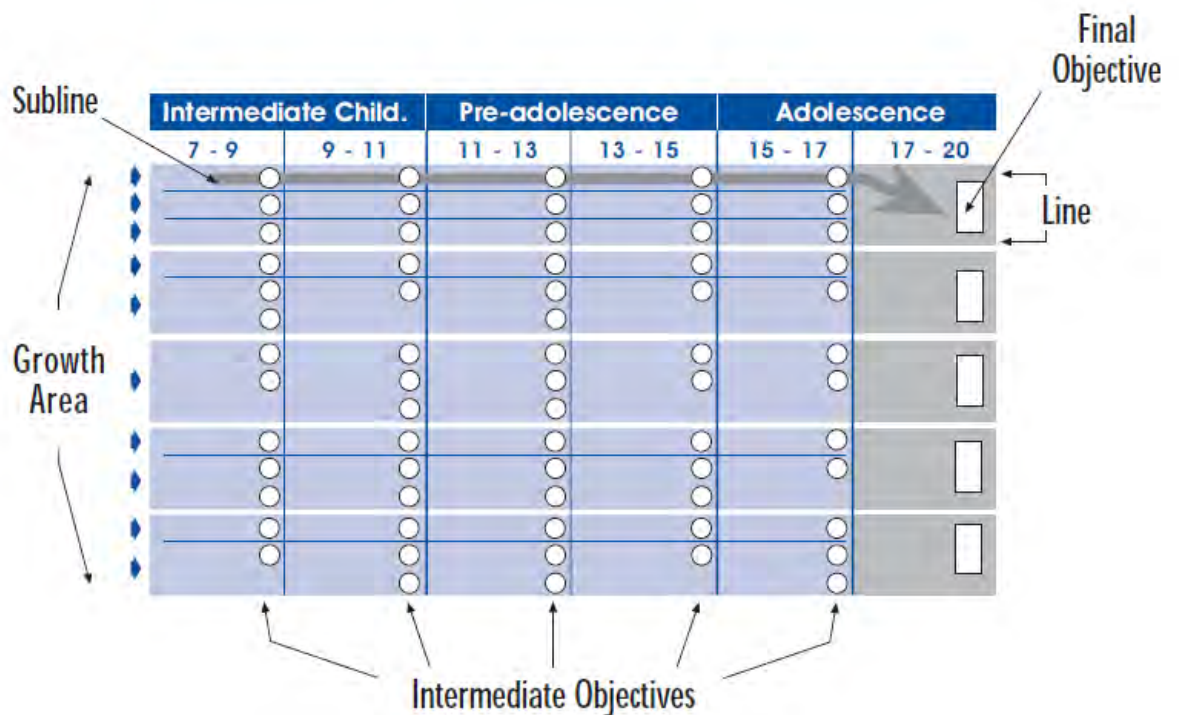 Final
Objective
Subline
Intermediate Child. Pre-adolescence Adolescence
7 - 9 9 - 11 11 - 13 13 - 15 15 - 17 17 - 20
Line
Growth
Area
Intermediate Objectives